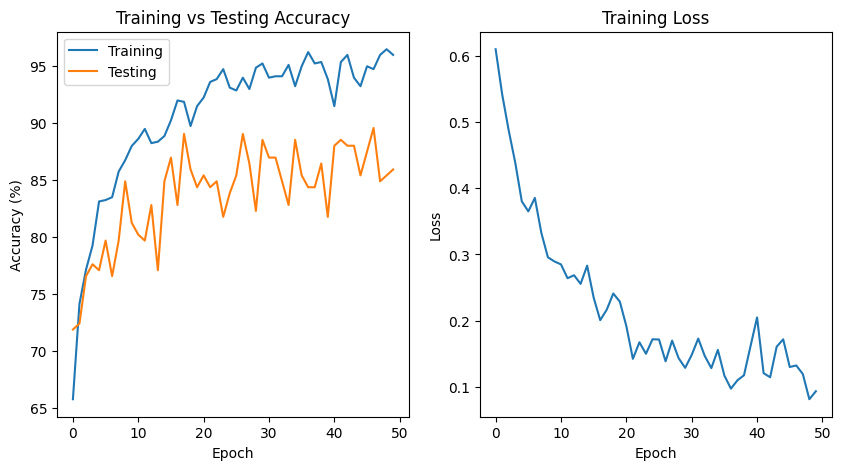 Training vs Testing Accuracy
Training
Testing
95
90
85
80
75
70
65
Accuracy (%)
0 10 20 30 40 50
Epoch
Training Loss
0.6
0.5
0.4
0.3
0.2
0.1
Loss
0 10 20 30 40 50
Epoch